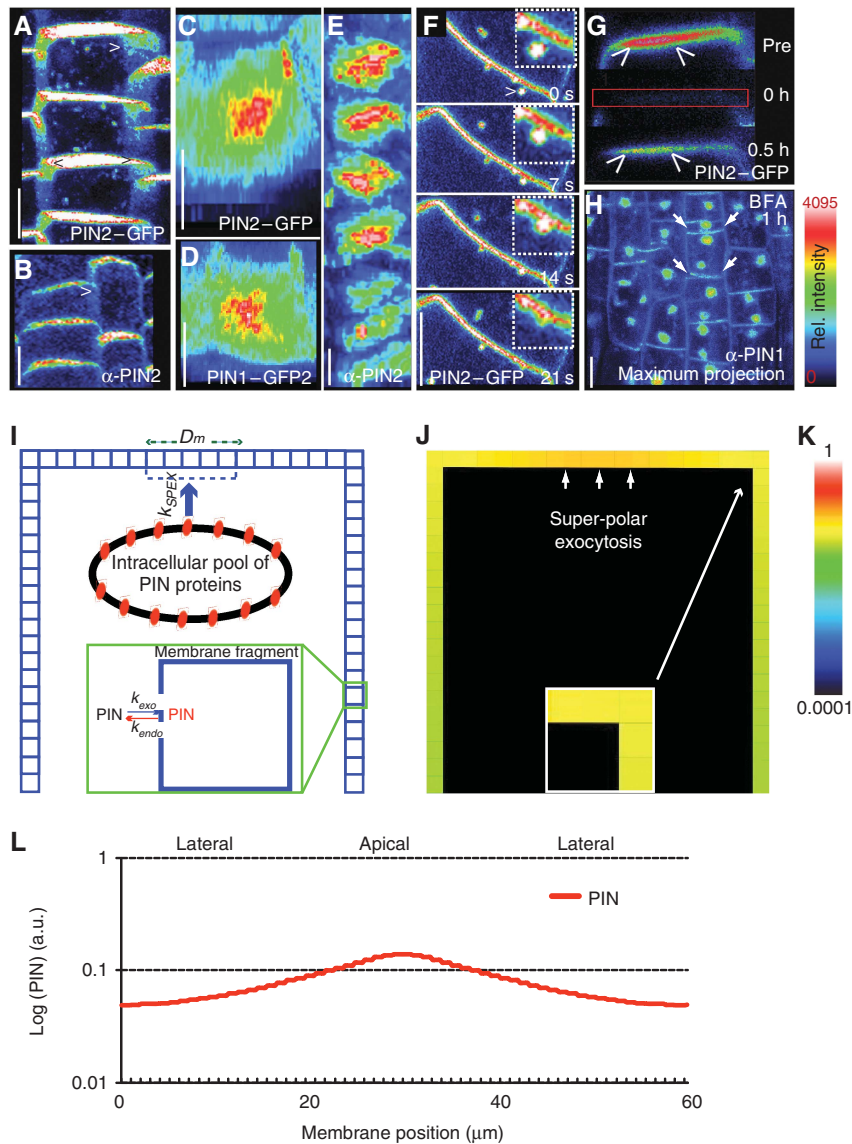 A
>
< >
PIN2–GFP
B
>
α-PIN2
C
PIN2–GFP
D
PIN1–GFP2
E
α-PIN2
F
>
0 s
7 s
14 s
PIN2–GFP 21 s
G
Pre
0 h
0.5 h
PIN2–GFP
H
BFA
1 h
α-PIN1
Maximum projection
4095
Rel. intensity
0
I
Dm
kSPEX
Intracellular pool of
PIN proteins
Membrane fragment
kexo
PIN PIN
kendo
J
Super-polar
exocytosis
K
1
0.0001
L
Lateral Apical Lateral
1
PIN
0.1
0.01
Log (PIN) (a.u.)
0 20 40 60
Membrane position (μm)